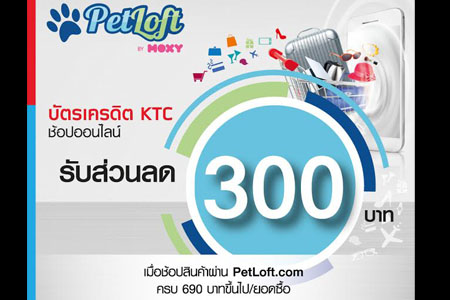 PetLoft
BY MOXY
บัตรเครดิต KTC
ช้อปออนไลน์
รับส่วนลด
300
บาท
เมื่อช้อปสินค้าผ่าน PetLoft.com
ครบ 690 บาทขึ้นไป/ยอดซื้อ